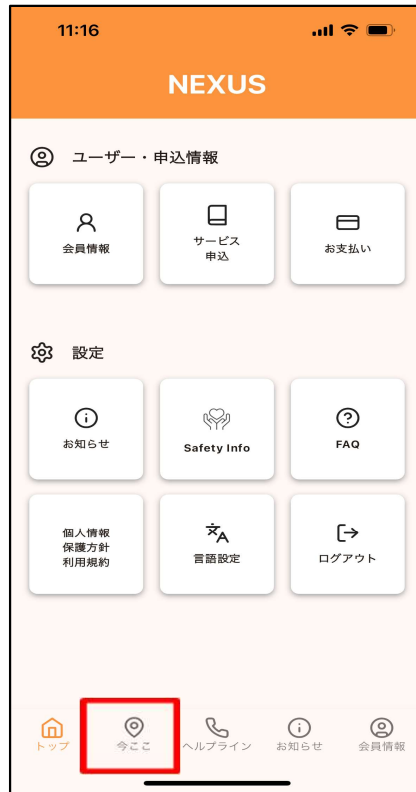 11:16
NEXUS
ユーザー・申込情報
会員情報
サービス
申込
お支払い
設定
お知らせ
Safety Info
FAQ
個人情報
保護方針
利用規約
言語設定
ログアウト
トップ
今ここ
ヘルプライン
お知らせ
会員情報